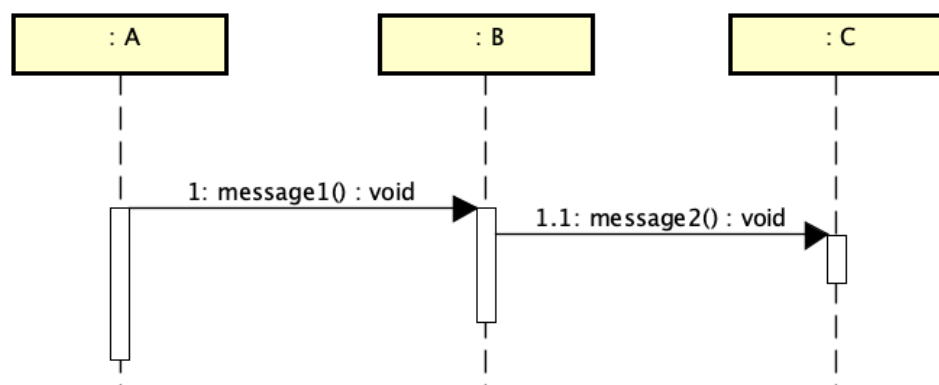 : A
: B
: C
1: message1() : void
1.1: message2() : void